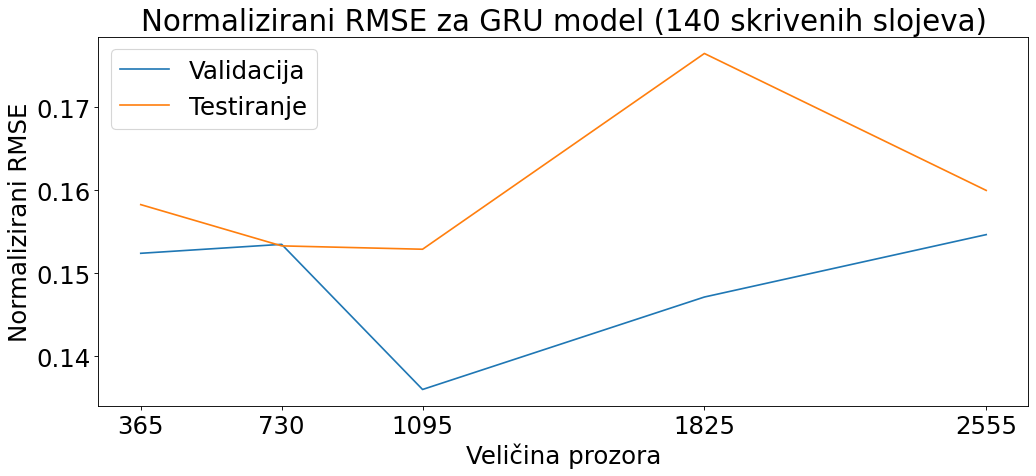 Normalizirani RMSE za GRU model (140 skrivenih slojeva)
Validacija
Testiranje
Normalizirani RMSE
0.17
0.16
0.15
0.14
365 730 1095 1825 2555
Veličina prozora